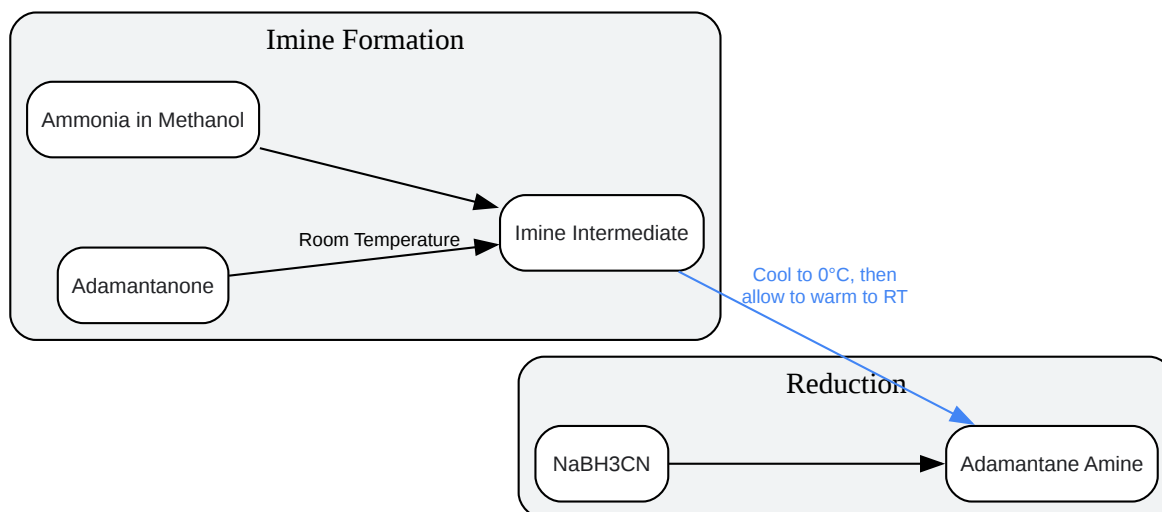 Imine Formation
Ammonia in Methanol
Imine Intermediate
Room Temperature
Adamantanone
Cool to 0°C, then
allow to warm to RT
Reduction
NaBH3CN
Adamantane Amine